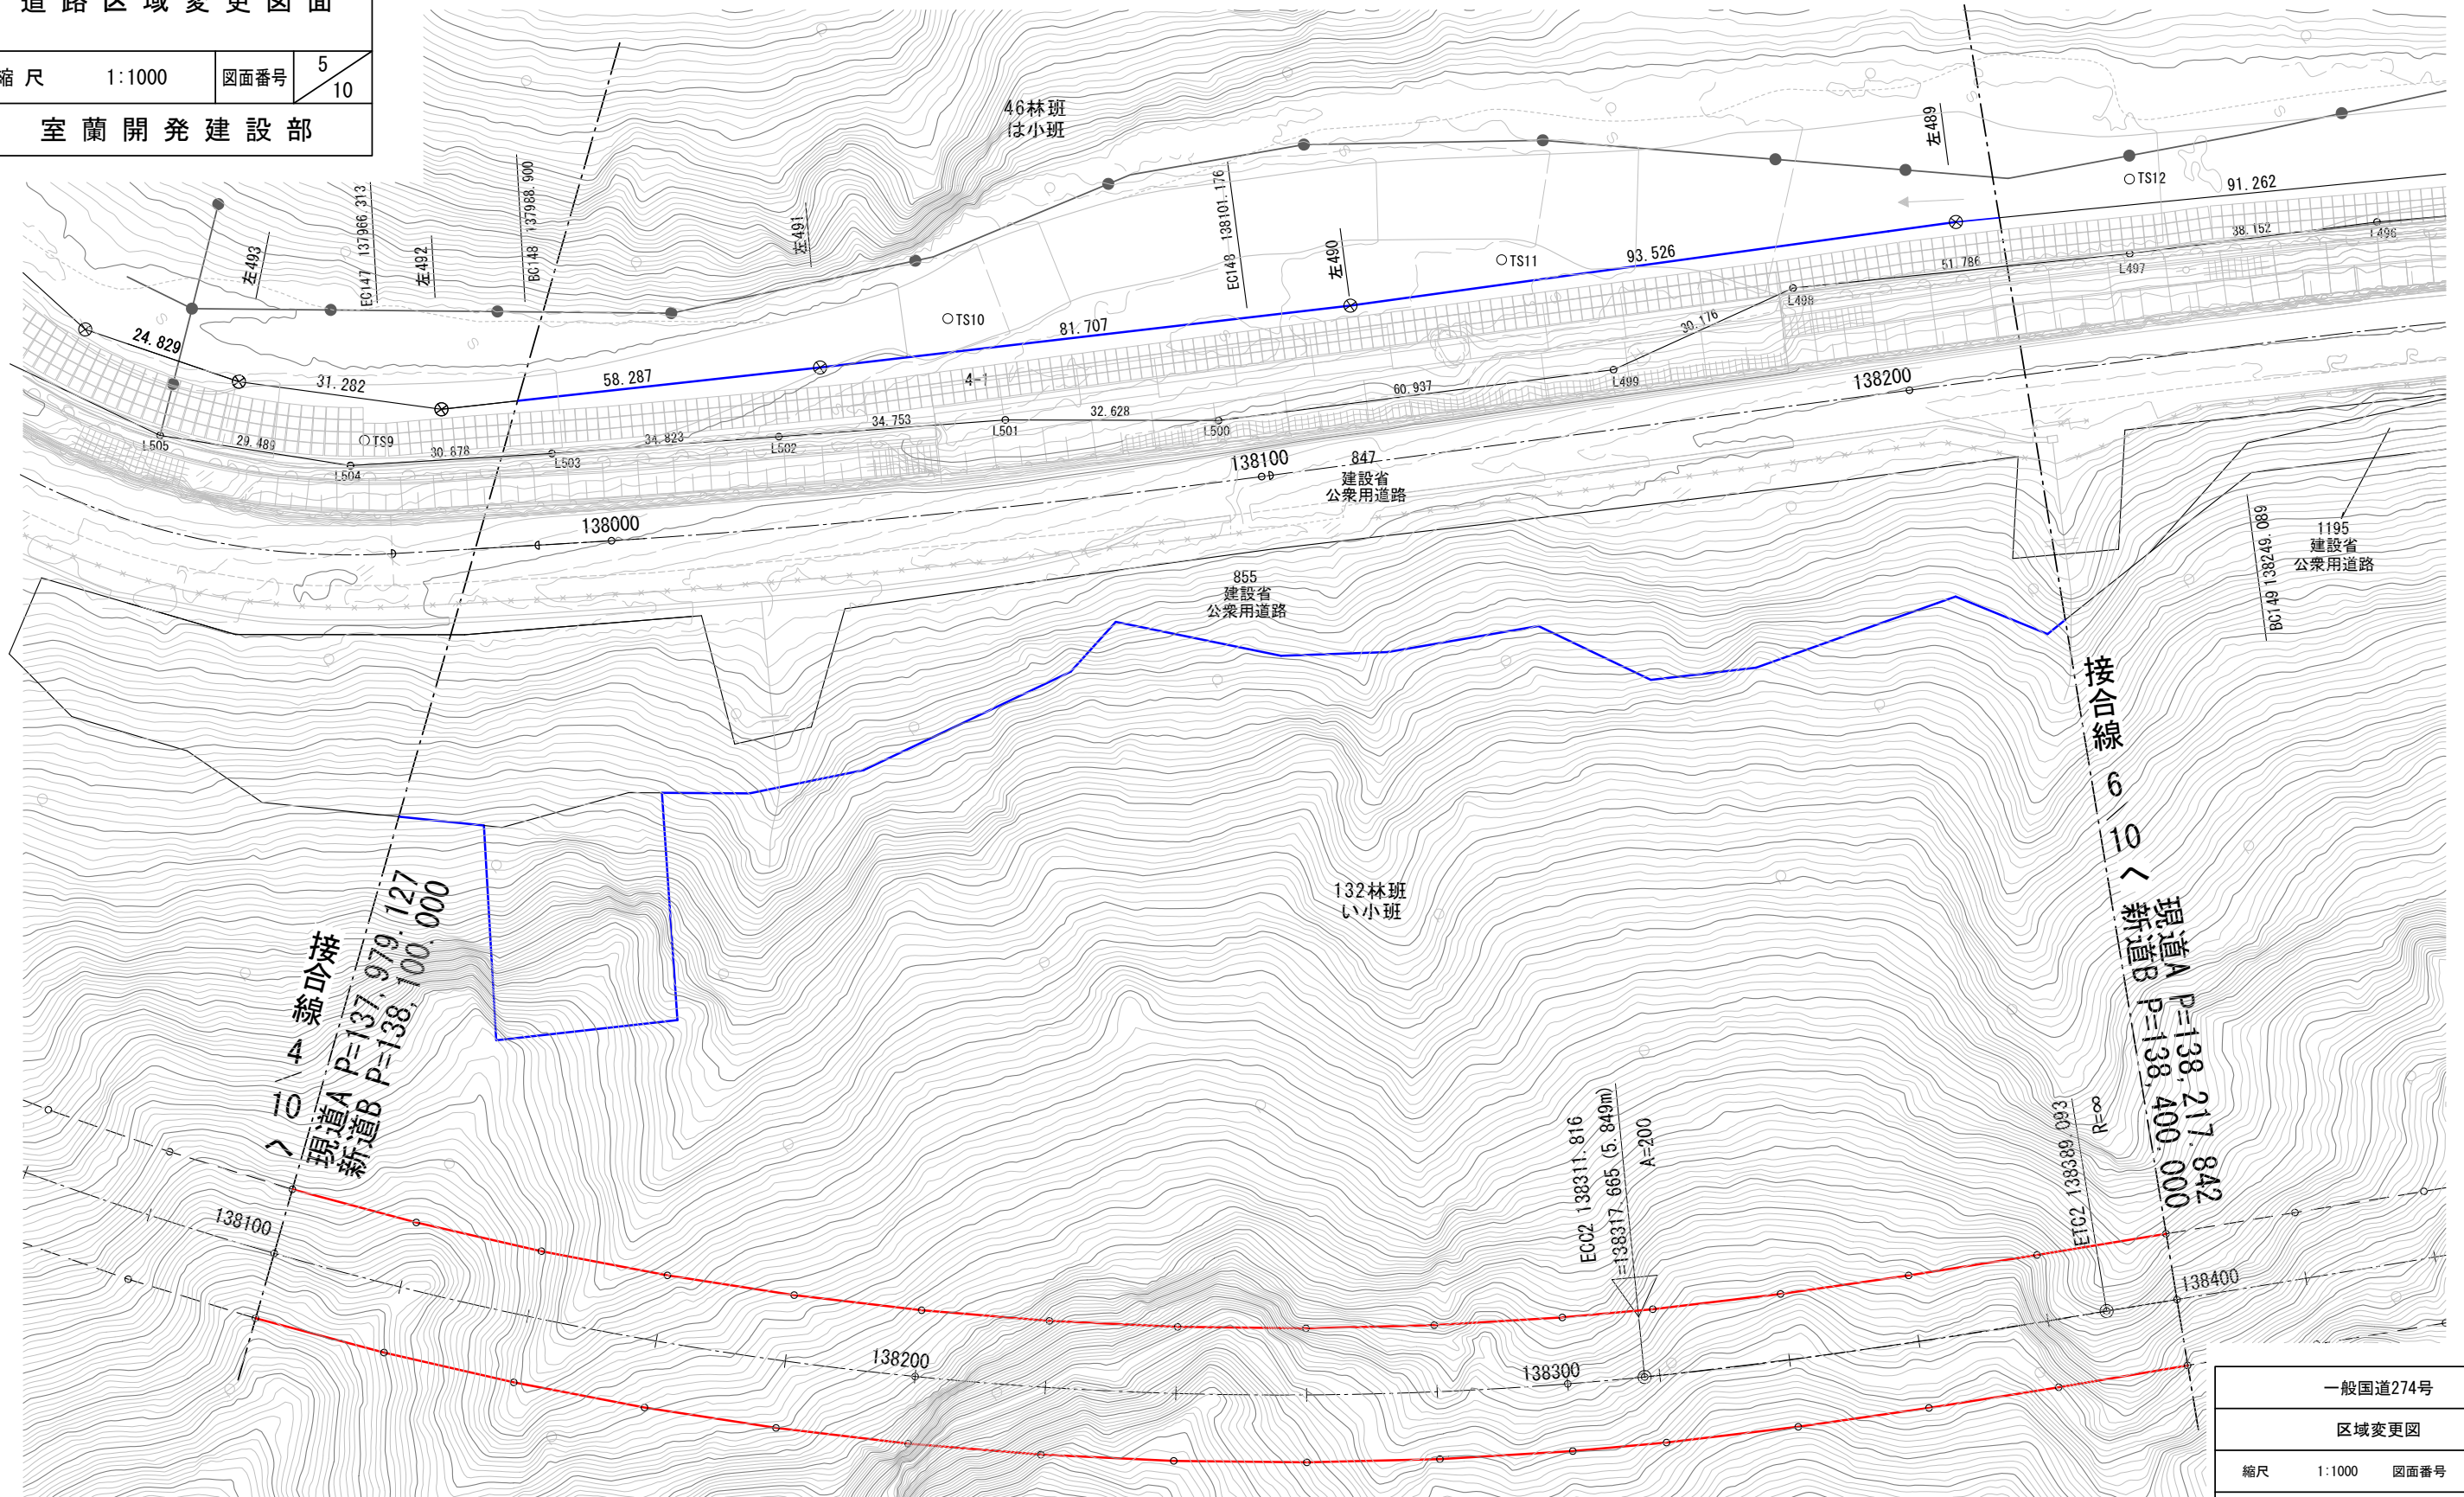 道路区域変更図面
縮尺 1:1000 図面番号 5/10
室蘭開発建設部
46林班
は小班
左493
EC147 137966.313
左492
BC148 137988.900
左491
EC148 138101.176
左490
左489
TS12
91.262
38.152
L496
TS11
93.526
51.786
L497
L498
TS10
81.707
30.176
24.829
31.282
58.287
4-1
60.937
L499
138200
L505
29.489
TS9
30.878
34.823
34.753
32.628
L504
L503
L502
L501
L500
138000
138100
847
建設省
公衆用道路
855
建設省
公衆用道路
BC149 138249.089
1195
建設省
公衆用道路
接合線 6 10 へ
現道A P=138,217.842
新道B P=138,400.000
132林班
い小班
接合線 4/10 へ
現道A P=137,979.127
新道B P=138,100.000
ECC2 138311.816
=138317.665(5.849m)
A=200
ETC2 138389.093
R=∞
138100
138200
138300
138400
一般国道274号
区域変更図
縮尺 1:1000 図面番号